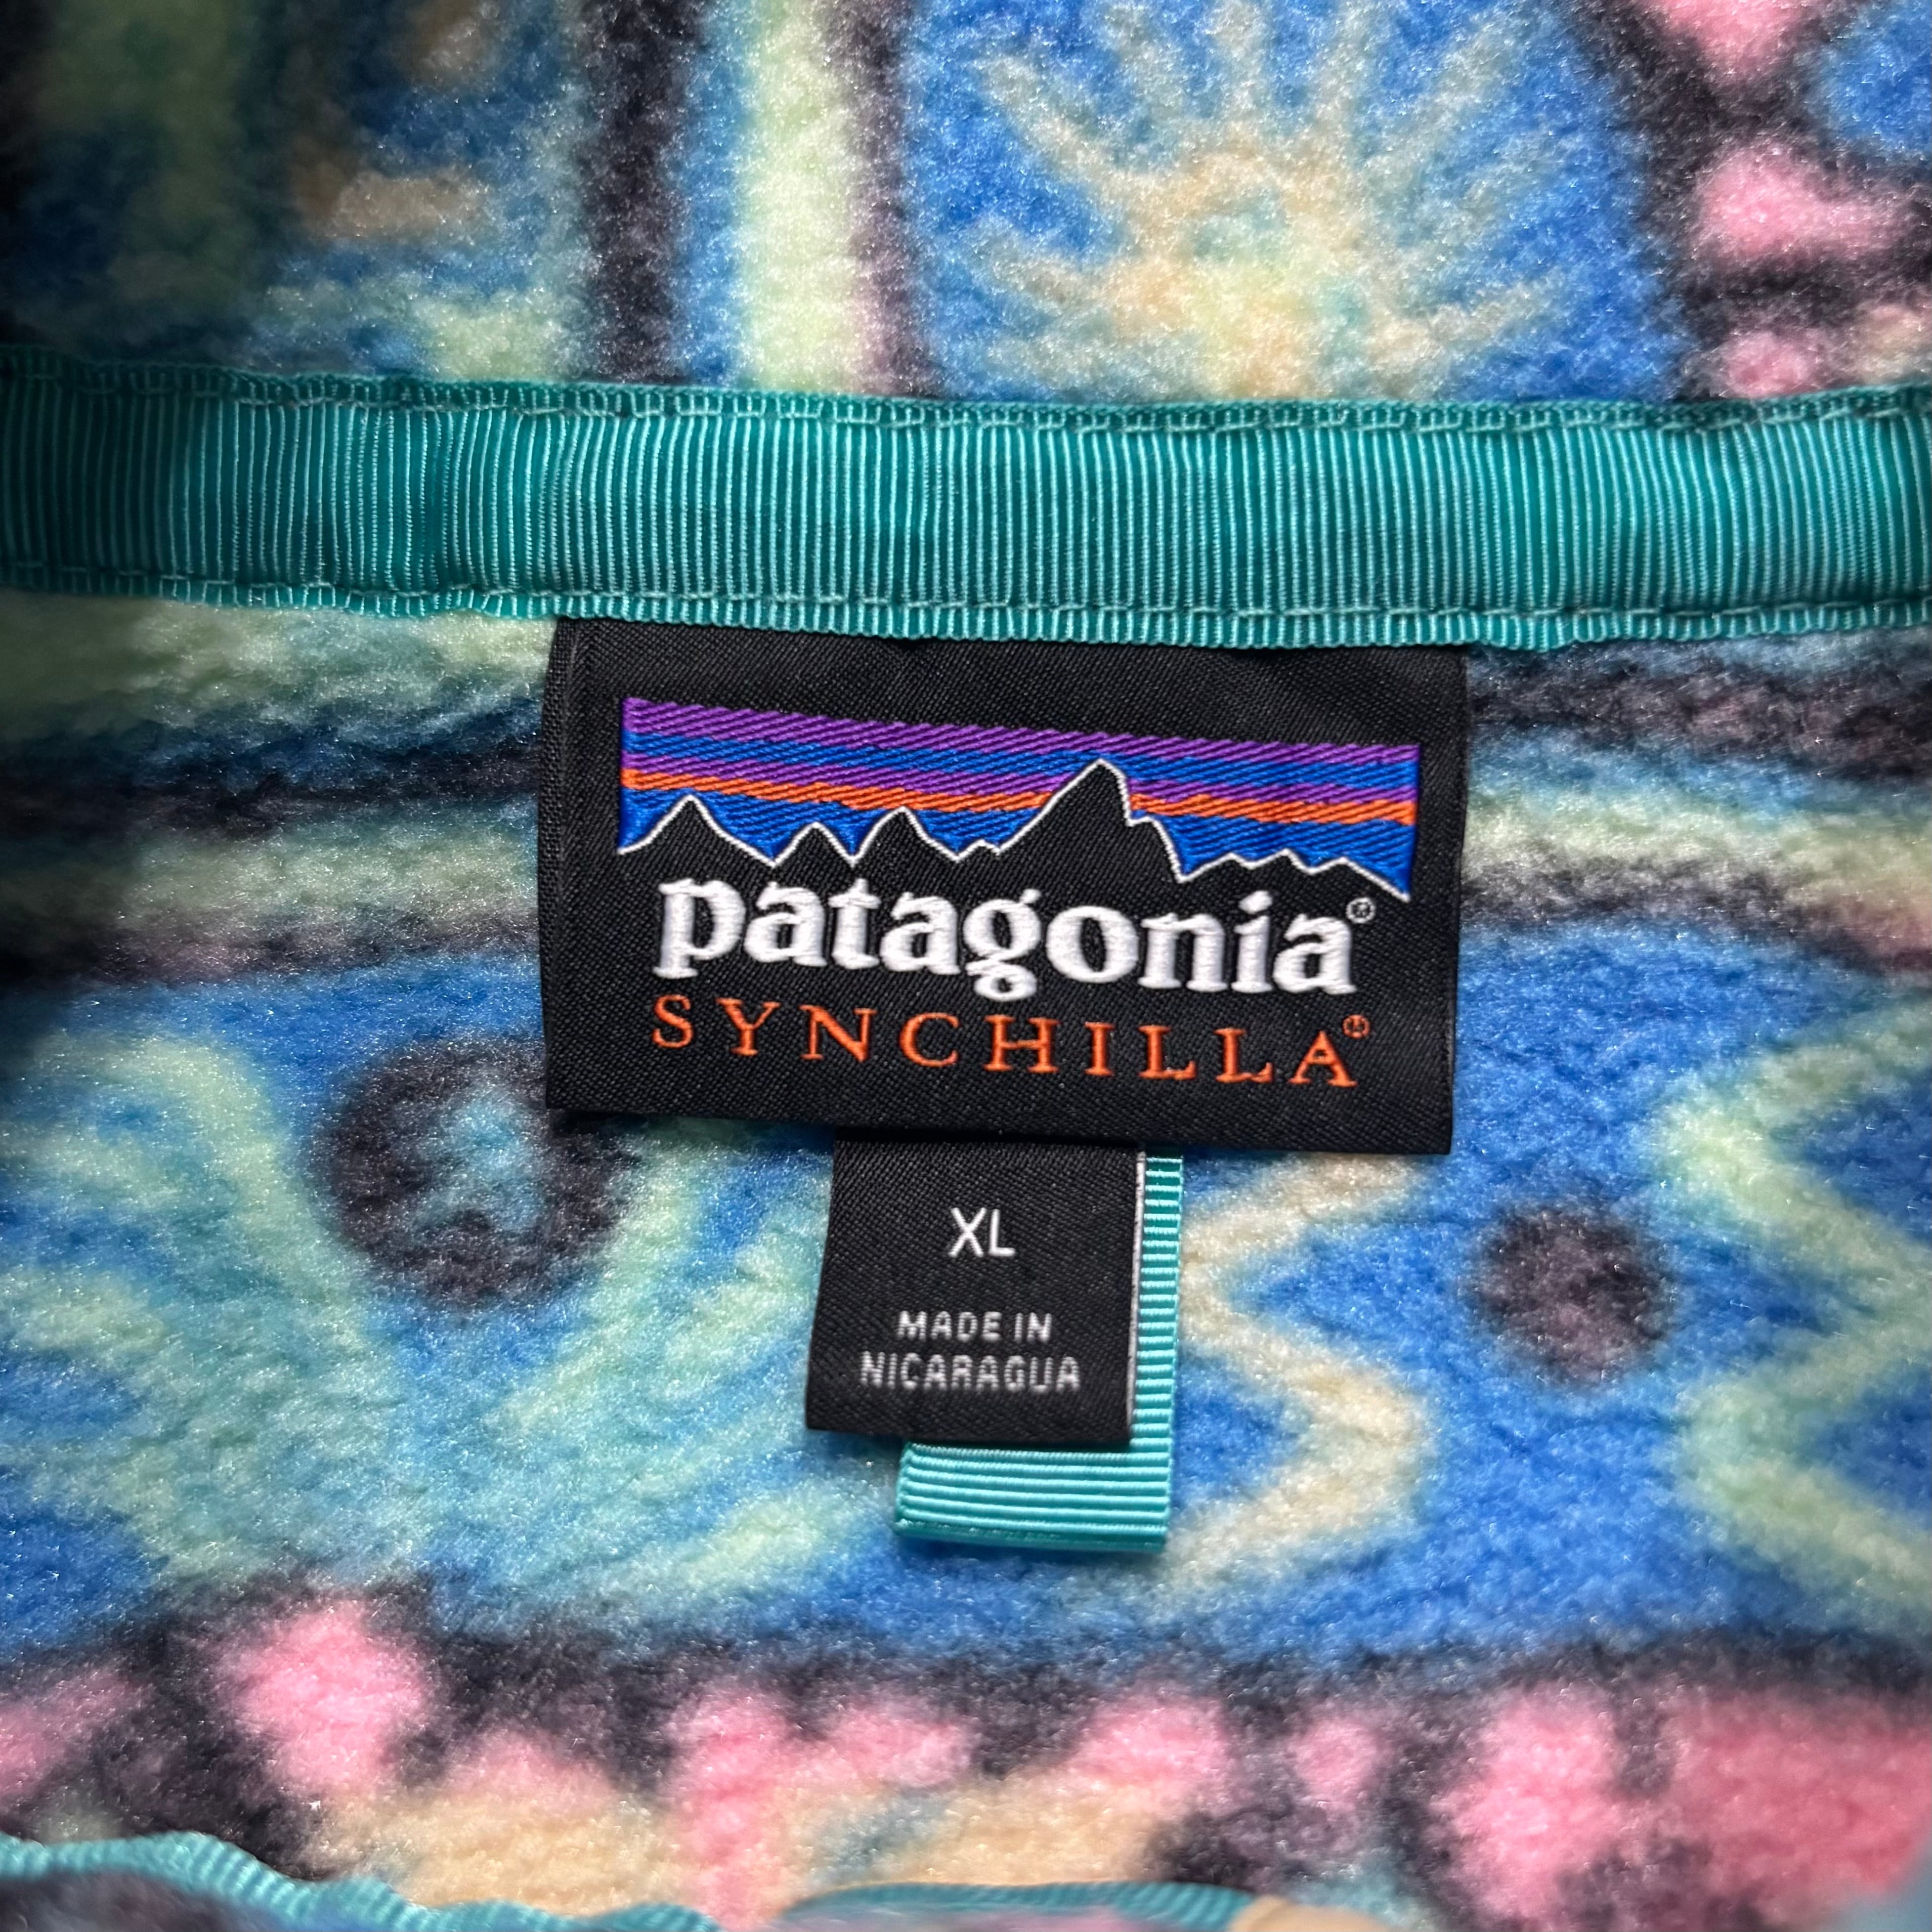 patagonia®
SYNCHILLA®
XL
MADE IN
NICARAGUA